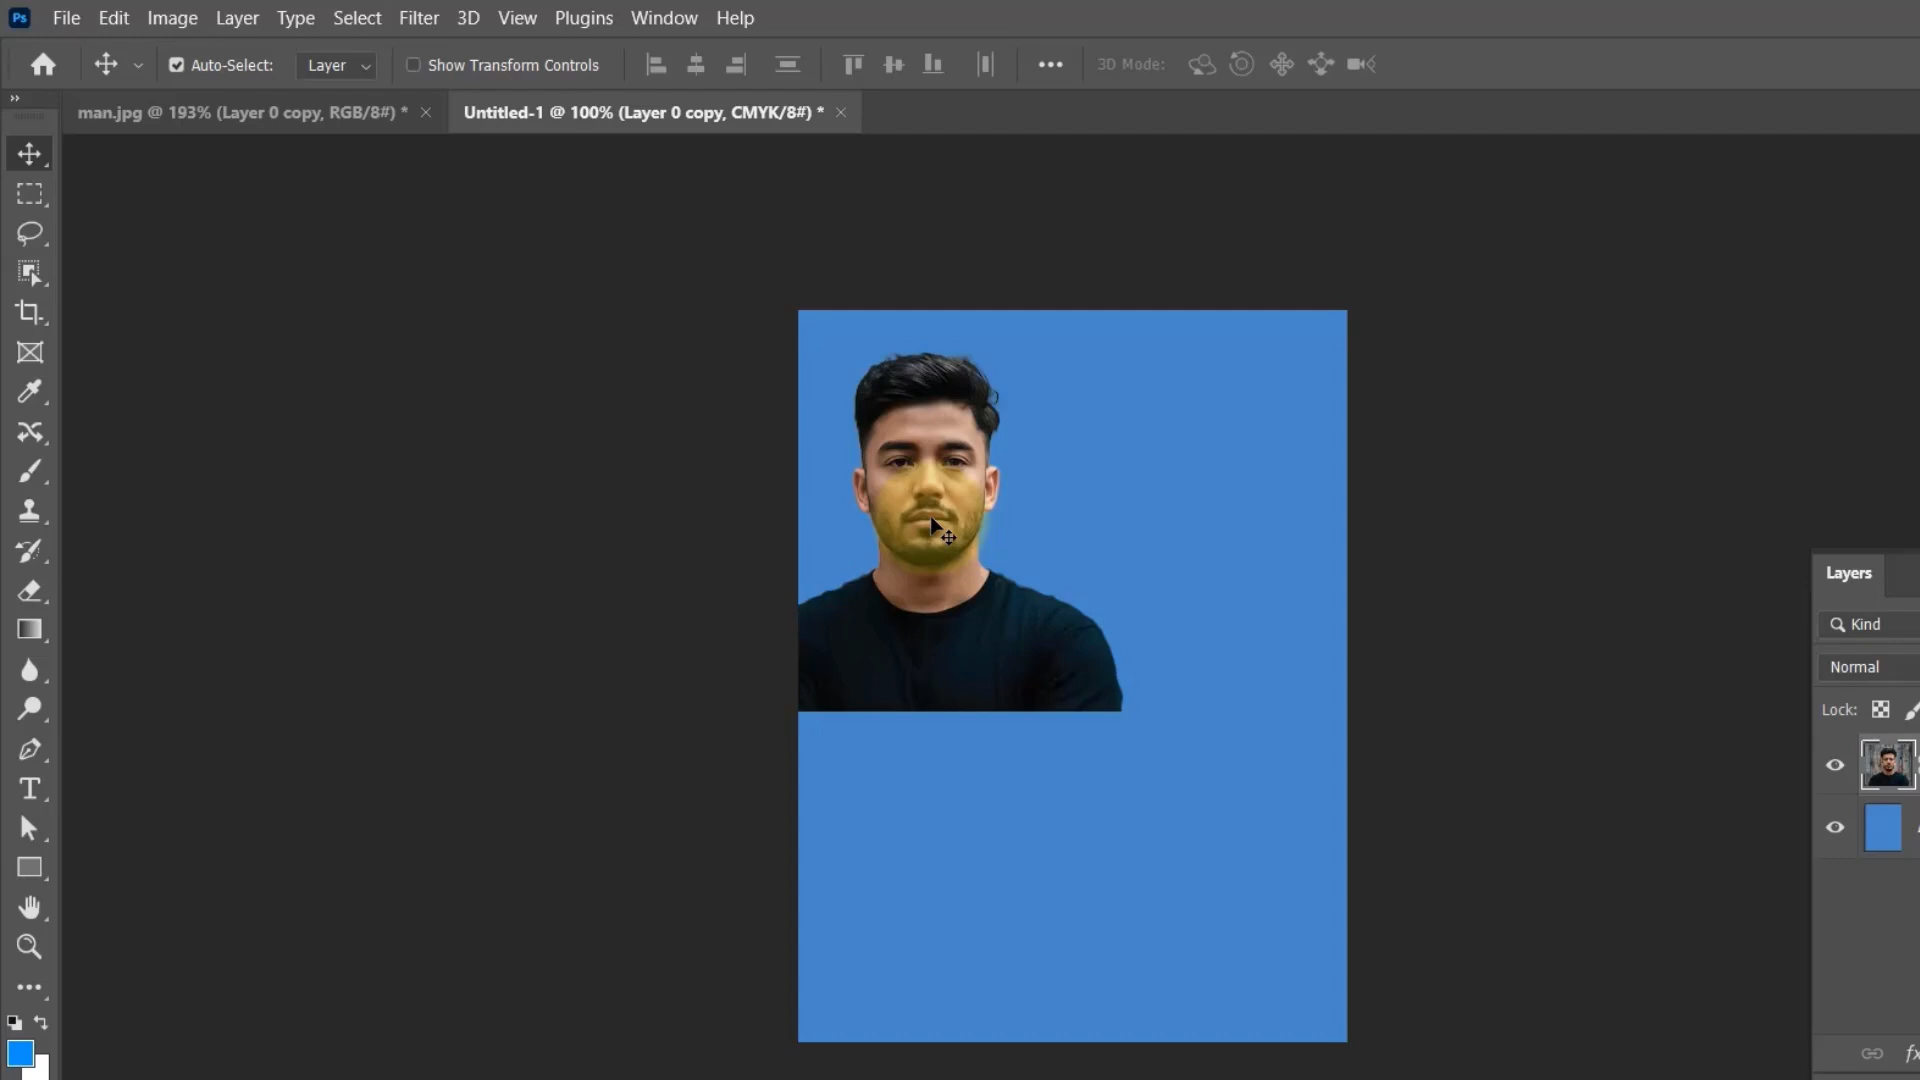 Ps File Edit Image Layer Type Select Filter 3D View Plugins Window Help
Auto-Select: Layer Show Transform Controls 3D Mode:
man.jpg @ 193% (Layer 0 copy, RGB/8#) * Untitled-1 @ 100% (Layer 0 copy, CMYK/8#) *
Layers
Kind
Normal
Lock:
fx